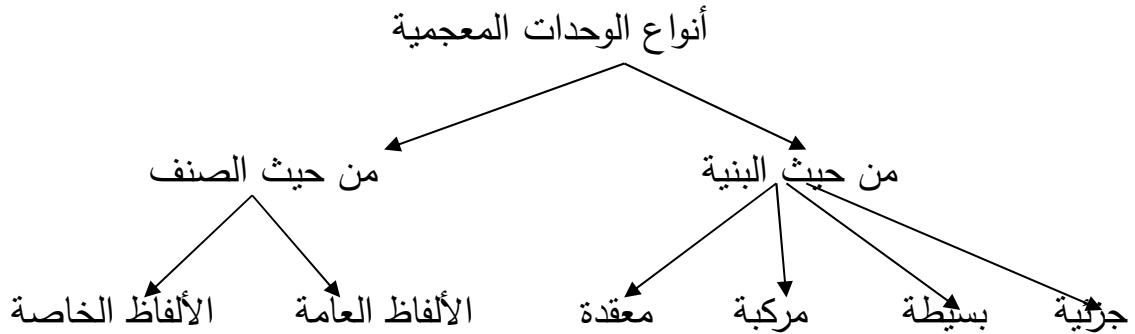 أنواع الوحدات المعجمية
من حيث البنية
من حيث الصنف
جزئية
بسيطة
مركبة
معقدة
الألفاظ العامة
الألفاظ الخاصة